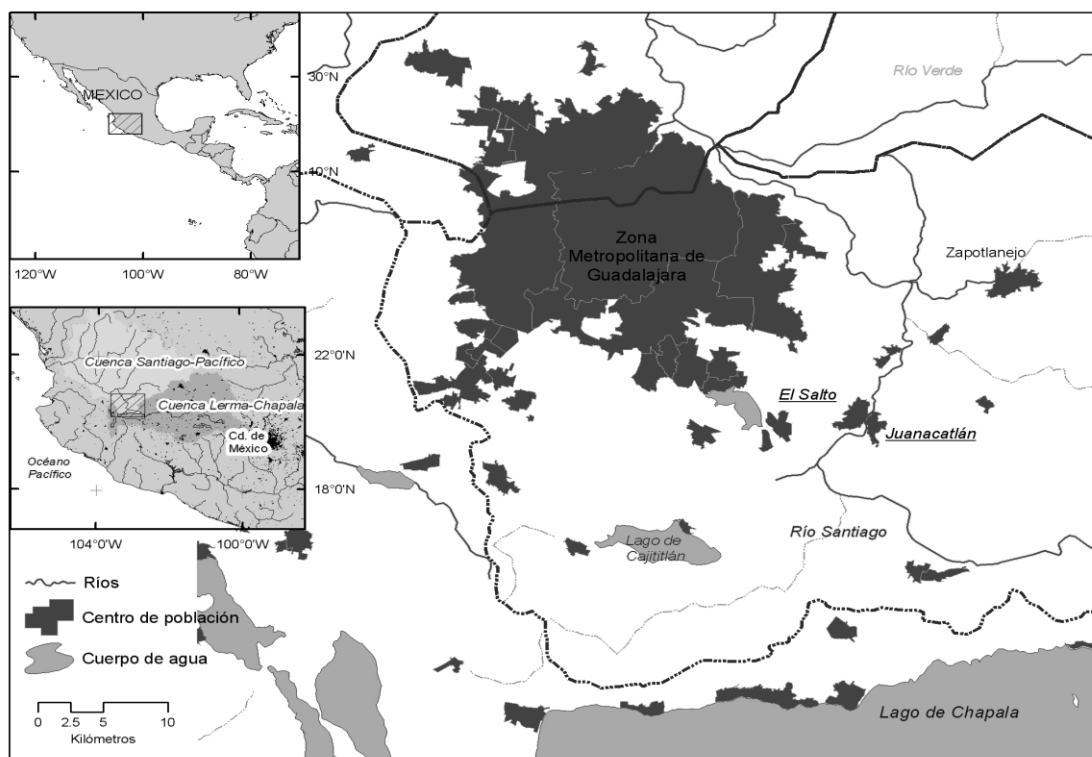 MEXICO
30°N
10°N
120°W
100°W
80°W
Cuenca Santiago-Pacífico
Cuenca Lerma-Chapala
Cd. de
México
Océano
Pacífico
22°0'N
18°0'N
104°0'W
100°0'W
Ríos
Centro de población
Cuerpo de agua
0 2.5 5 10
Kilómetros
Río Verde
Zona
Metropolitana de
Guadalajara
Zapotlanejo
El Salto
Juanacatlán
Río Santiago
Lago de
Cajititlán
Lago de Chapala